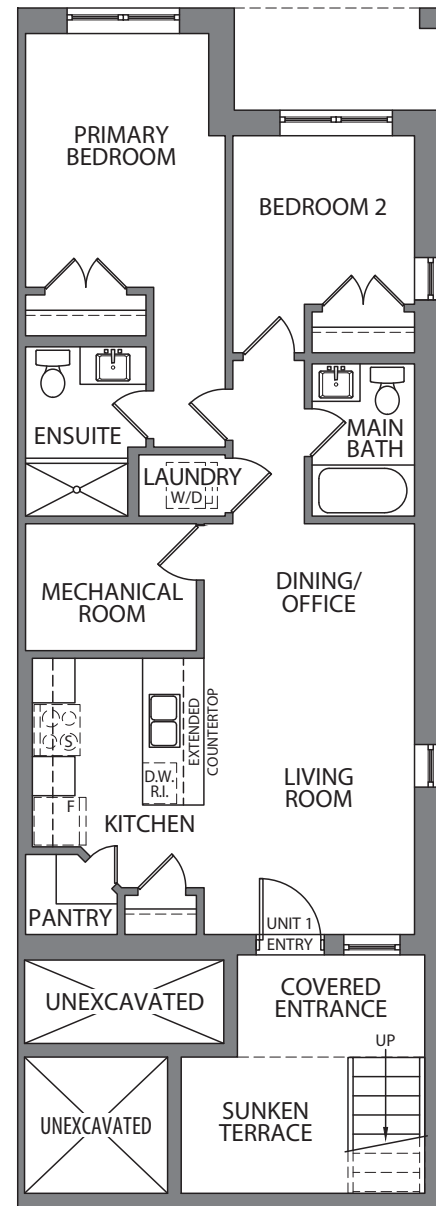 PRIMARY
BEDROOM
BEDROOM 2
ENSUITE
MAIN
BATH
LAUNDRY
W/D
MECHANICAL
ROOM
DINING/
OFFICE
EXTENDED
COUNTERTOP
S
D.W.
R.I.
F
LIVING
ROOM
KITCHEN
PANTRY
UNIT 1
ENTRY
UNEXCAVATED
COVERED
ENTRANCE
UP
UNEXCAVATED
SUNKEN
TERRACE